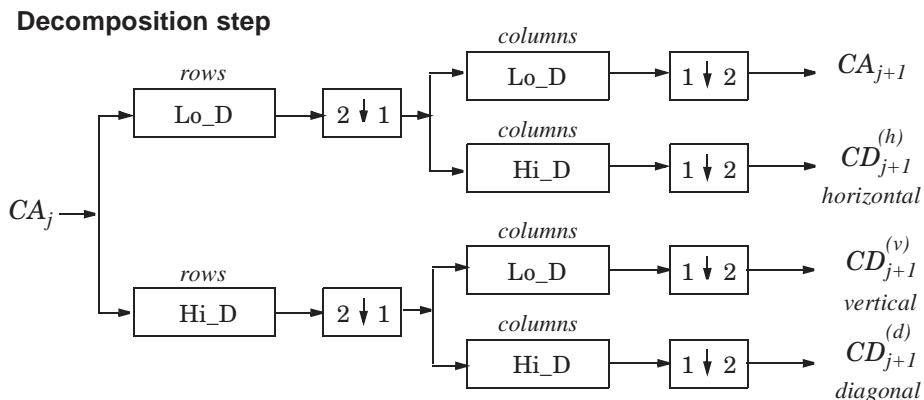 Decomposition step
columns
rows
Lo_D
1 ↓ 2
CA_{j+1}
Lo_D
2 ↓ 1
columns
Hi_D
1 ↓ 2
CD_{j+1}^{(h)}
horizontal
CA_j
columns
rows
Lo_D
1 ↓ 2
CD_{j+1}^{(v)}
vertical
Hi_D
2 ↓ 1
columns
Hi_D
1 ↓ 2
CD_{j+1}^{(d)}
diagonal